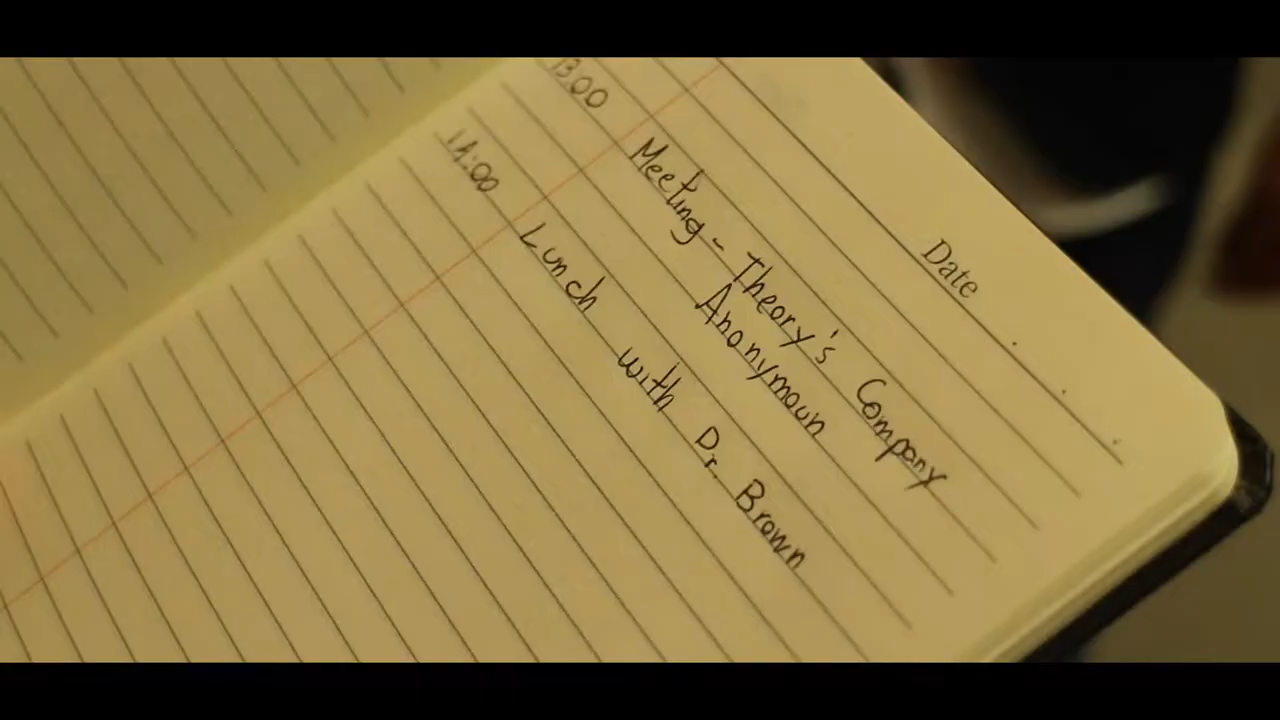 Date
13.00 Meeting - Theory's Company
Anonymoun
14:00 Lunch with Dr. Brown